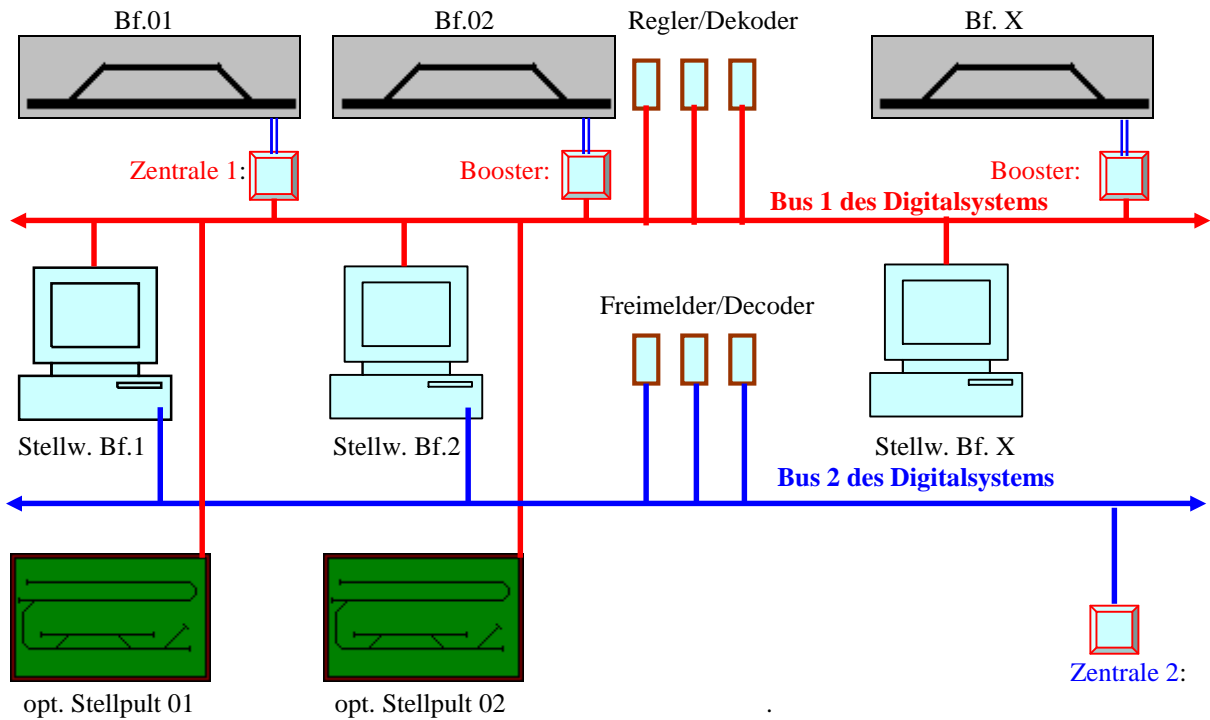 Bf.01
Bf.02
Regler/Dekoder
Bf. X
Zentrale 1:
Booster:
Booster:
Bus 1 des Digitalsystems
Freimelder/Decoder
Stellw. Bf.1
Stellw. Bf.2
Stellw. Bf. X
Bus 2 des Digitalsystems
Zentrale 2:
opt. Stellpult 01
opt. Stellpult 02
.